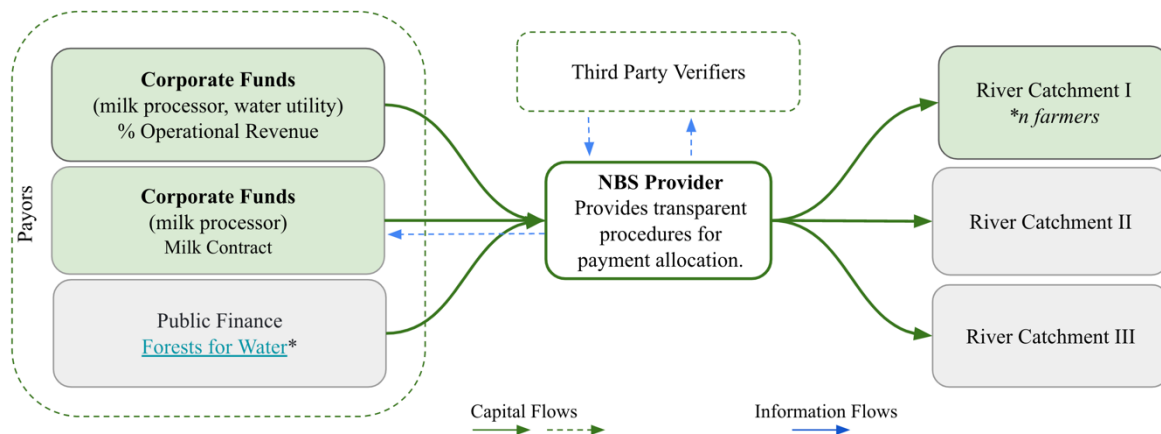 Payors
Corporate Funds
(milk processor, water utility)
% Operational Revenue
Corporate Funds
(milk processor)
Milk Contract
Public Finance
Forests for Water*
Third Party Verifiers
NBS Provider
Provides transparent
procedures for
payment allocation.
River Catchment I
*n farmers
River Catchment II
River Catchment III
Capital Flows
Information Flows